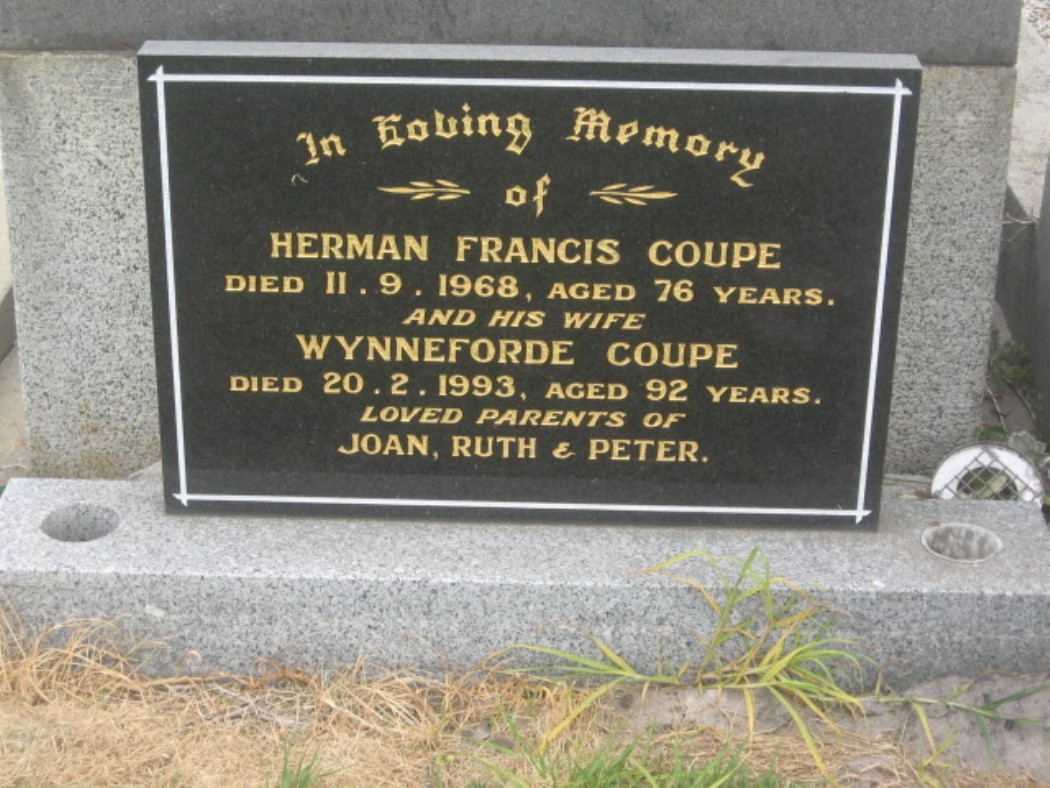 In Loving Memory
of
HERMAN FRANCIS COUPE
DIED 11.9.1968, AGED 76 YEARS.
AND HIS WIFE
WYNNEFORDE COUPE
DIED 20.2.1993, AGED 92 YEARS.
LOVED PARENTS OF
JOAN, RUTH & PETER.